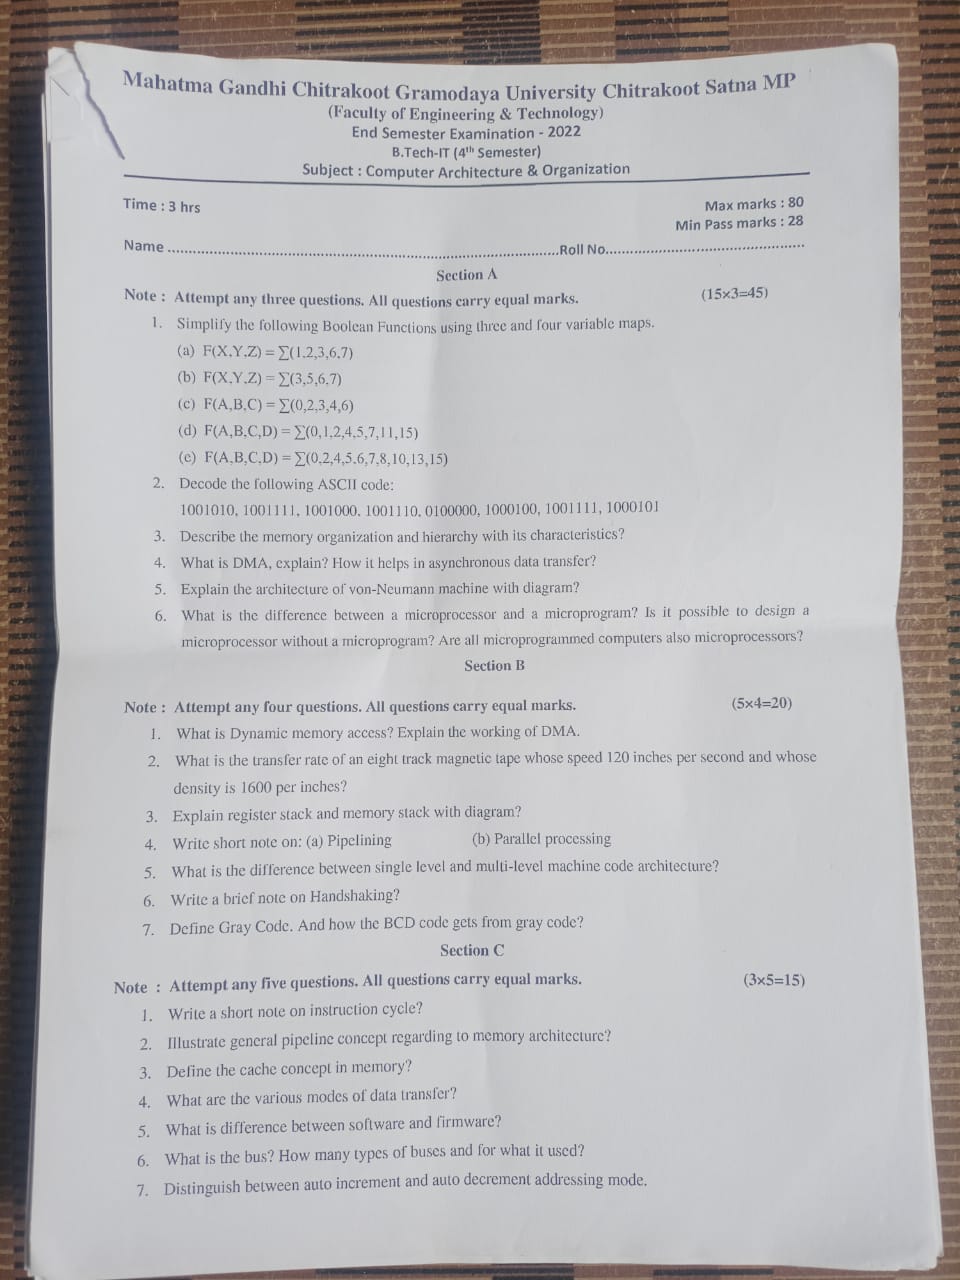 Mahatma Gandhi Chitrakoot Gramodaya University Chitrakoot Satna MP
(Faculty of Engineering & Technology)
End Semester Examination - 2022
B.Tech-IT (4th Semester)
Subject : Computer Architecture & Organization
Time : 3 hrs
Max marks : 80
Min Pass marks : 28
Name ........................................................................................Roll No..................................................
Section A
Note : Attempt any three questions. All questions carry equal marks. (15×3=45)
1. Simplify the following Boolean Functions using three and four variable maps.
(a) F(X,Y,Z) = ∑(1,2,3,6,7)
(b) F(X,Y,Z) = ∑(3,5,6,7)
(c) F(A,B,C) = ∑(0,2,3,4,6)
(d) F(A,B,C,D) = ∑(0,1,2,4,5,7,11,15)
(e) F(A,B,C,D) = ∑(0,2,4,5,6,7,8,10,13,15)
2. Decode the following ASCII code:
1001010, 1001111, 1001000, 1001110, 0100000, 1000100, 1001111, 1000101
3. Describe the memory organization and hierarchy with its characteristics?
4. What is DMA, explain? How it helps in asynchronous data transfer?
5. Explain the architecture of von-Neumann machine with diagram?
6. What is the difference between a microprocessor and a microprogram? Is it possible to design a
microprocessor without a microprogram? Are all microprogrammed computers also microprocessors?
Section B
Note : Attempt any four questions. All questions carry equal marks. (5×4=20)
1. What is Dynamic memory access? Explain the working of DMA.
2. What is the transfer rate of an eight track magnetic tape whose speed 120 inches per second and whose
density is 1600 per inches?
3. Explain register stack and memory stack with diagram?
4. Write short note on: (a) Pipelining (b) Parallel processing
5. What is the difference between single level and multi-level machine code architecture?
6. Write a brief note on Handshaking?
7. Define Gray Code. And how the BCD code gets from gray code?
Section C
Note : Attempt any five questions. All questions carry equal marks. (3×5=15)
1. Write a short note on instruction cycle?
2. Illustrate general pipeline concept regarding to memory architecture?
3. Define the cache concept in memory?
4. What are the various modes of data transfer?
5. What is difference between software and firmware?
6. What is the bus? How many types of buses and for what it used?
7. Distinguish between auto increment and auto decrement addressing mode.